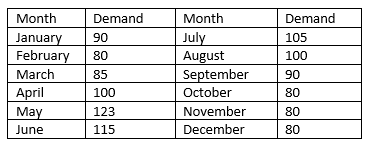 Month Demand Month Demand
January 90 July 105
February 80 August 100
March 85 September 90
April 100 October 80
May 123 November 80
June 115 December 80